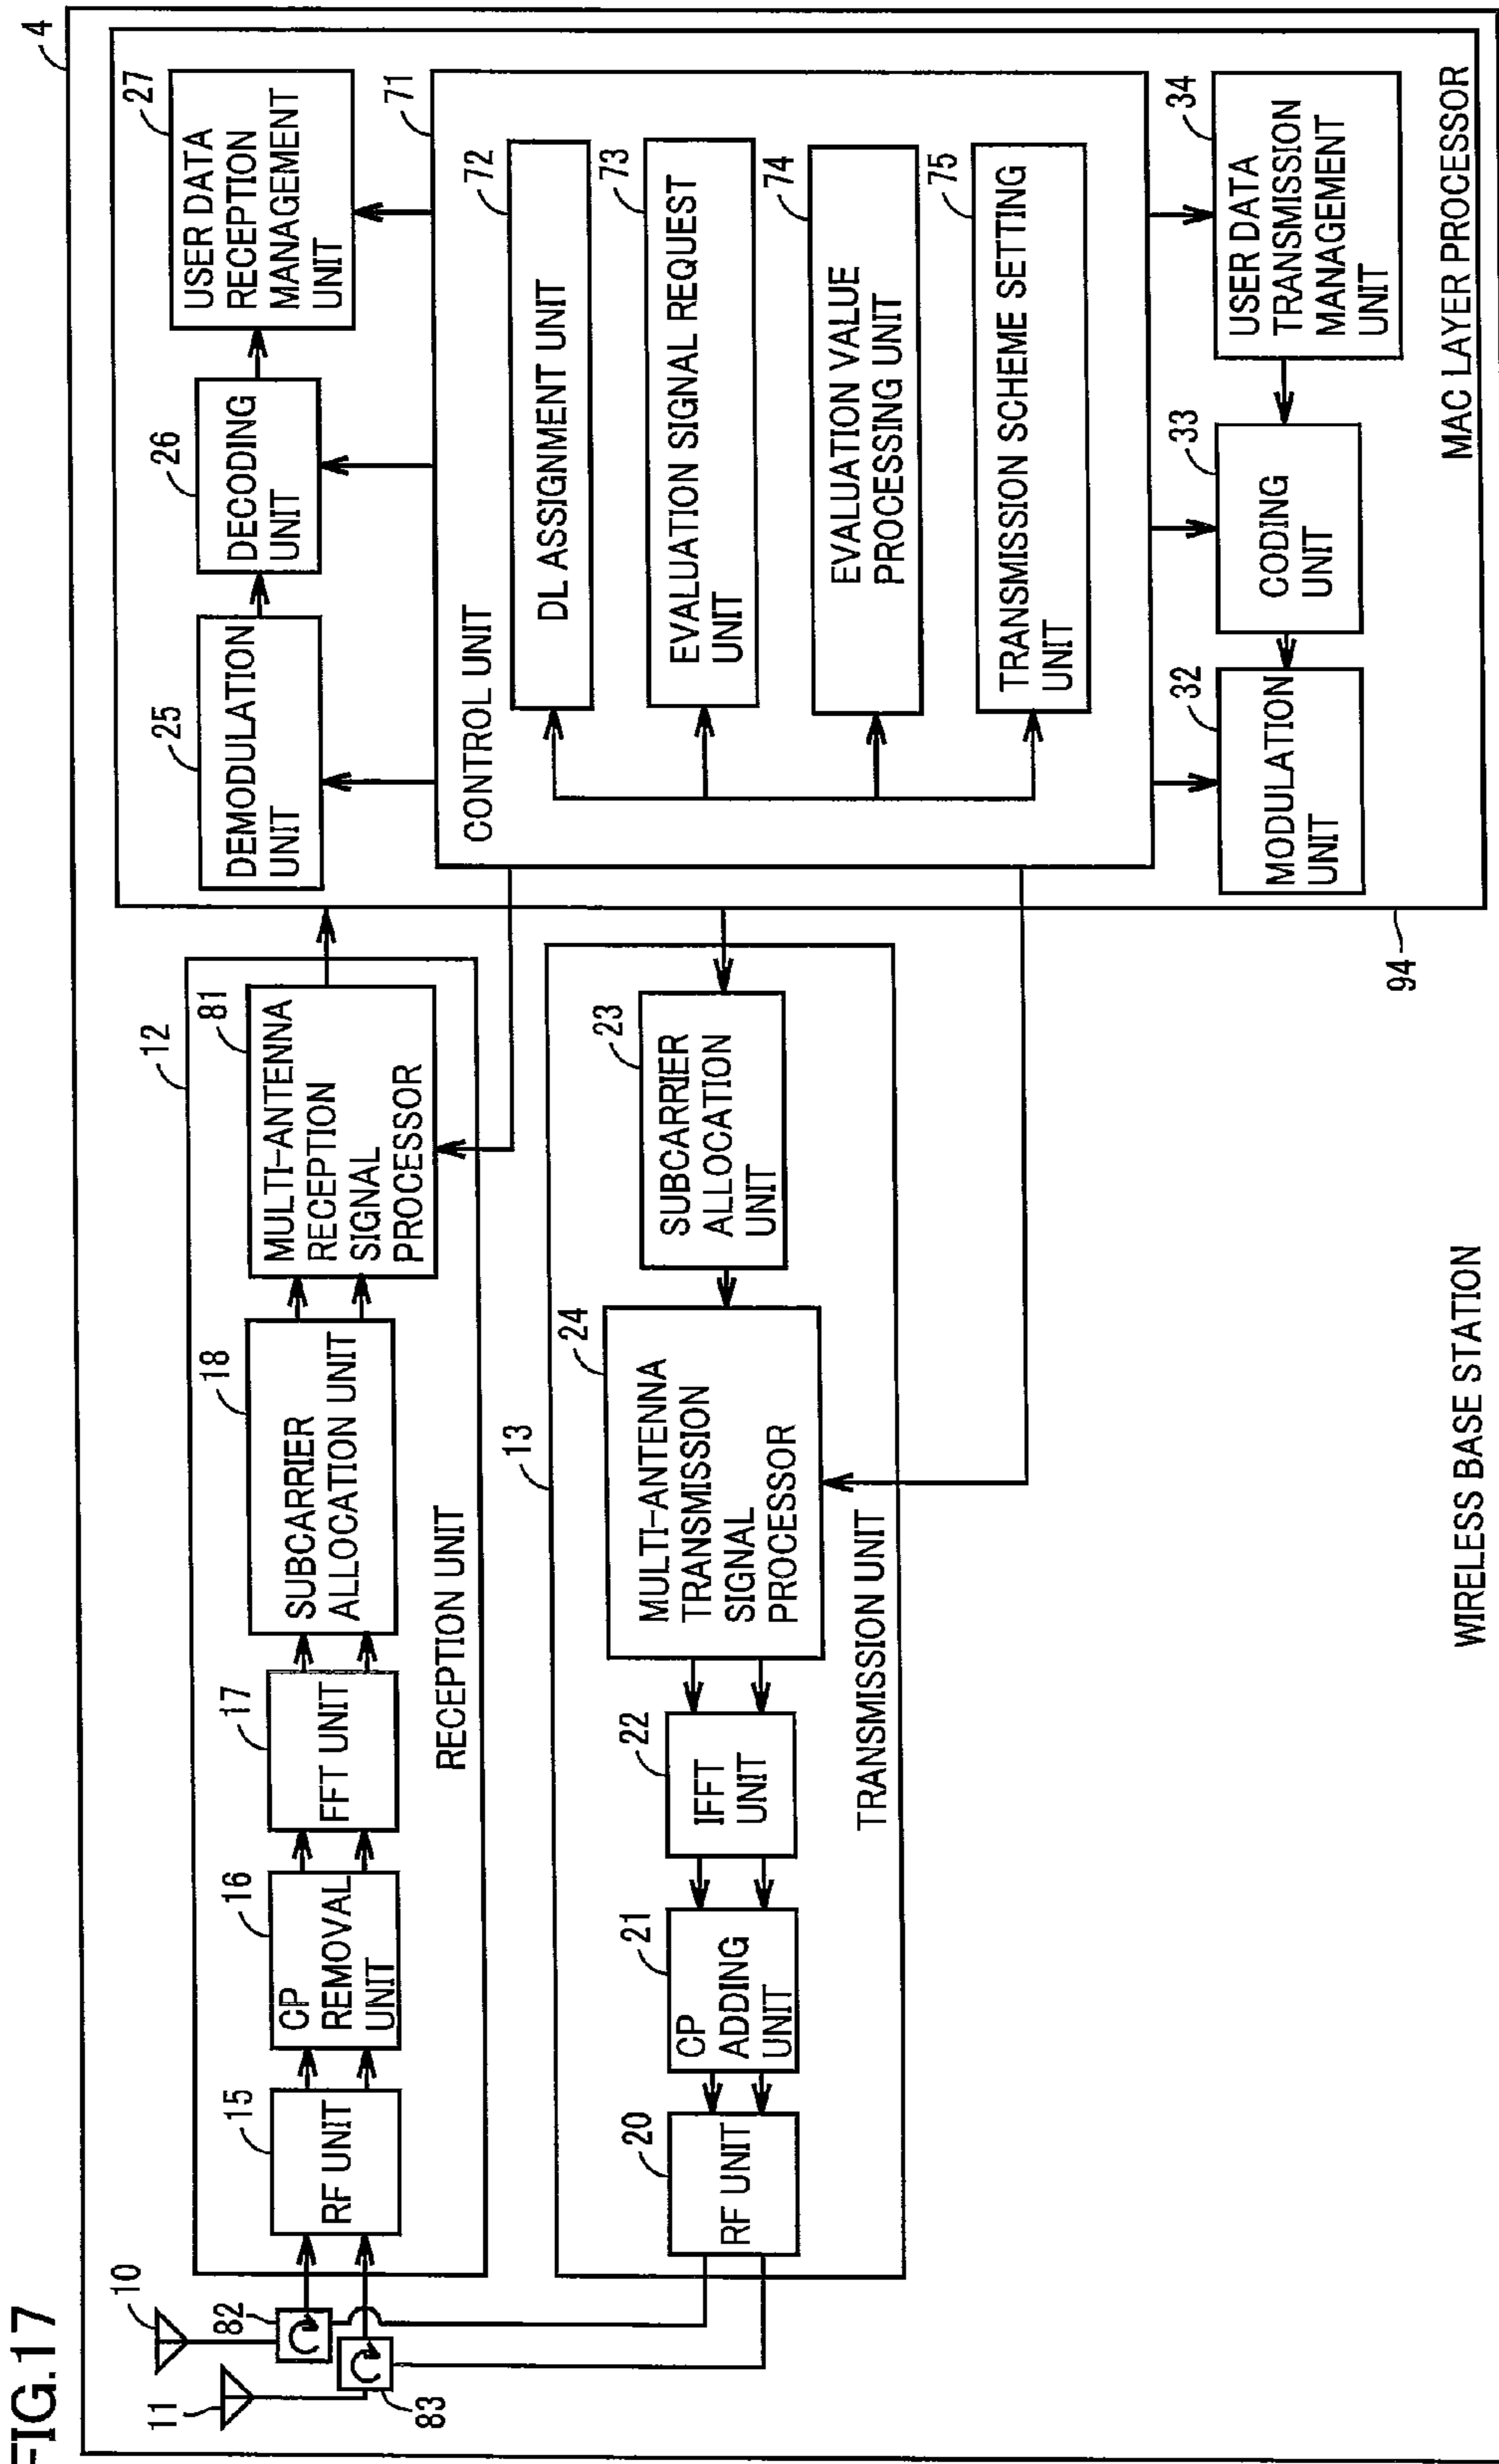 FIG.17
4
10
11
82
83
12
15
RF UNIT
16
CP
REMOVAL
UNIT
17
FFT UNIT
18
SUBCARRIER
ALLOCATION UNIT
81
MULTI-ANTENNA
RECEPTION
SIGNAL
PROCESSOR
RECEPTION UNIT
13
20
RF UNIT
21
CP
ADDING
UNIT
22
IFFT
UNIT
24
MULTI-ANTENNA
TRANSMISSION
SIGNAL
PROCESSOR
23
SUBCARRIER
ALLOCATION
UNIT
TRANSMISSION UNIT
25
DEMODULATION
UNIT
26
DECODING
UNIT
27
USER DATA
RECEPTION
MANAGEMENT
UNIT
71
CONTROL UNIT
72
DL ASSIGNMENT UNIT
73
EVALUATION SIGNAL REQUEST
UNIT
74
EVALUATION VALUE
PROCESSING UNIT
75
TRANSMISSION SCHEME SETTING
UNIT
32
MODULATION
UNIT
33
CODING
UNIT
34
USER DATA
TRANSMISSION
MANAGEMENT
UNIT
94
MAC LAYER PROCESSOR
WIRELESS BASE STATION